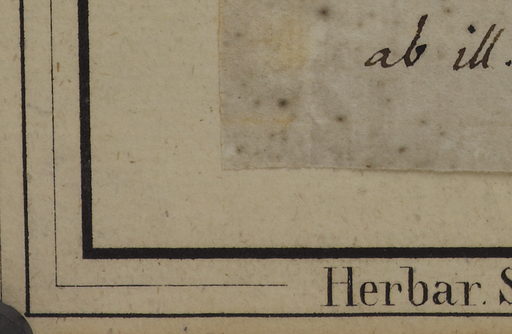 ab ill.
Herbar. S